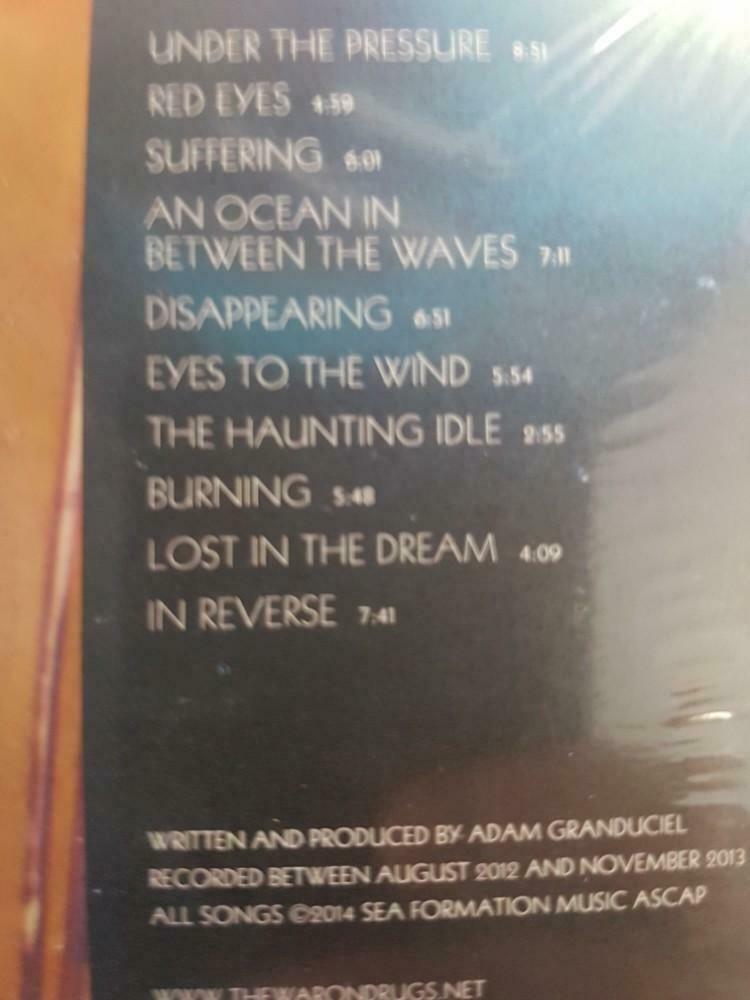 UNDER THE PRESSURE 8:51
RED EYES 4:59
SUFFERING 6:01
AN OCEAN IN
BETWEEN THE WAVES 7:11
DISAPPEARING 6:51
EYES TO THE WIND 5:54
THE HAUNTING IDLE 2:55
BURNING 5:48
LOST IN THE DREAM 4:09
IN REVERSE 7:41
WRITTEN AND PRODUCED BY ADAM GRANDUCIEL
RECORDED BETWEEN AUGUST 2012 AND NOVEMBER 2013
ALL SONGS ©2014 SEA FORMATION MUSIC ASCAP
WWW.THEWARONDRUGS.NET